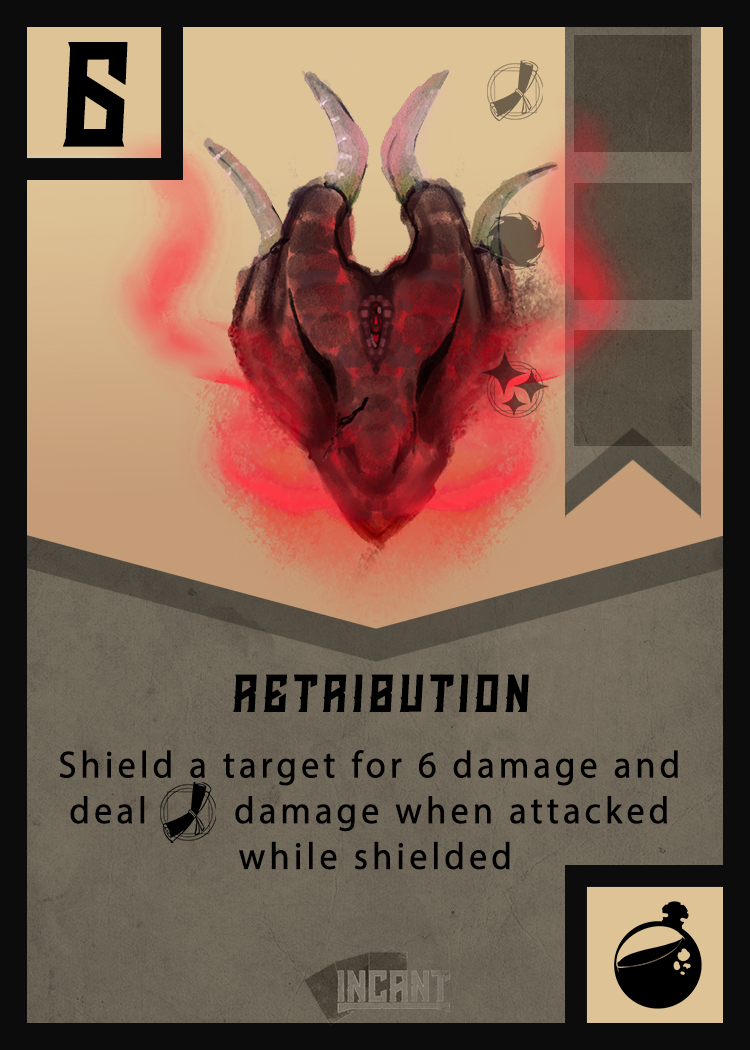 6
RETRIBUTION
Shield a target for 6 damage and
deal damage when attacked
while shielded
INCANT